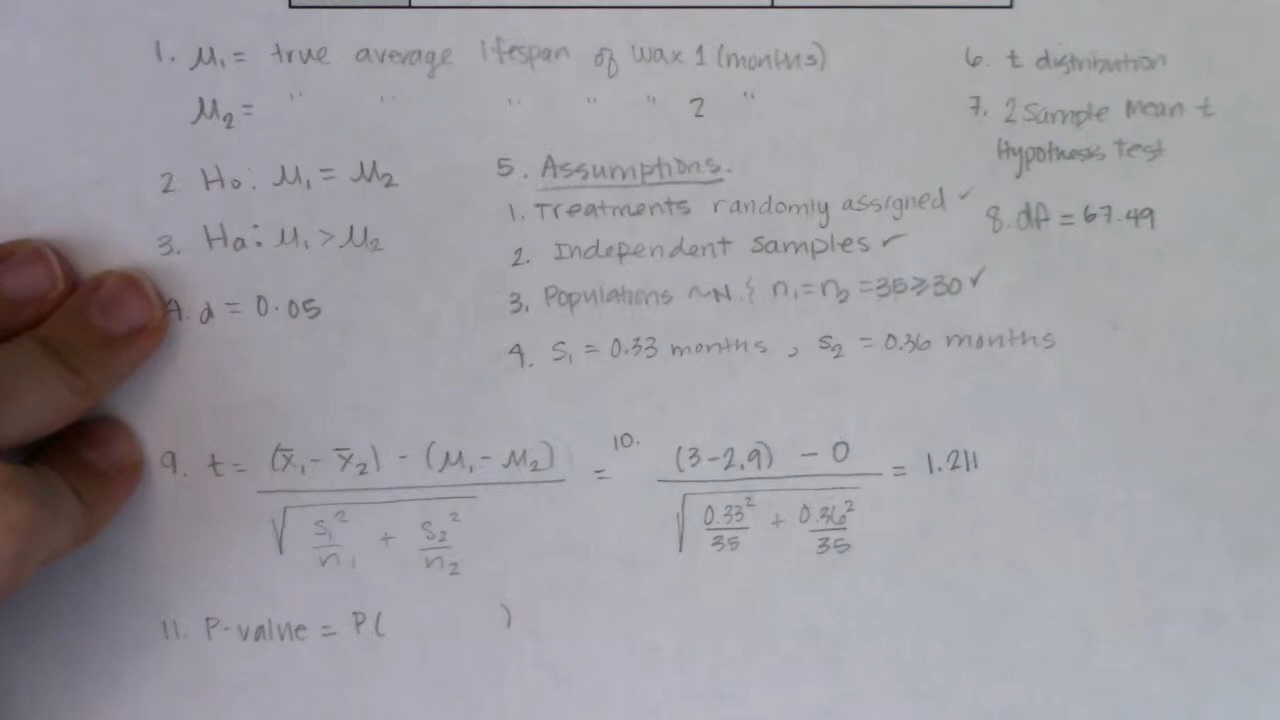 1. μ₁ = true average lifespan of Wax 1 (months)
μ₂ = " " " " " 2 "
2 H₀: μ₁ = μ₂
3. Ha: μ₁ > μ₂
4. α = 0.05
5. Assumptions.
1. Treatments randomly assigned ✓
2. Independent samples ✓
3. Populations ~N. & n₁=n₂=35≥30 ✓
4. s₁ = 0.33 months, s₂ = 0.36 months
6. t distribution
7. 2 Sample Mean t
Hypothesis Test
8. df = 67.49
9. t = (x̄₁ - x̄₂) - (μ₁ - μ₂) / √(s₁²/n₁ + s₂²/n₂) = 10. (3-2.9) - 0 / √(0.33²/35 + 0.36²/35) = 1.211
11. P-value = P( )